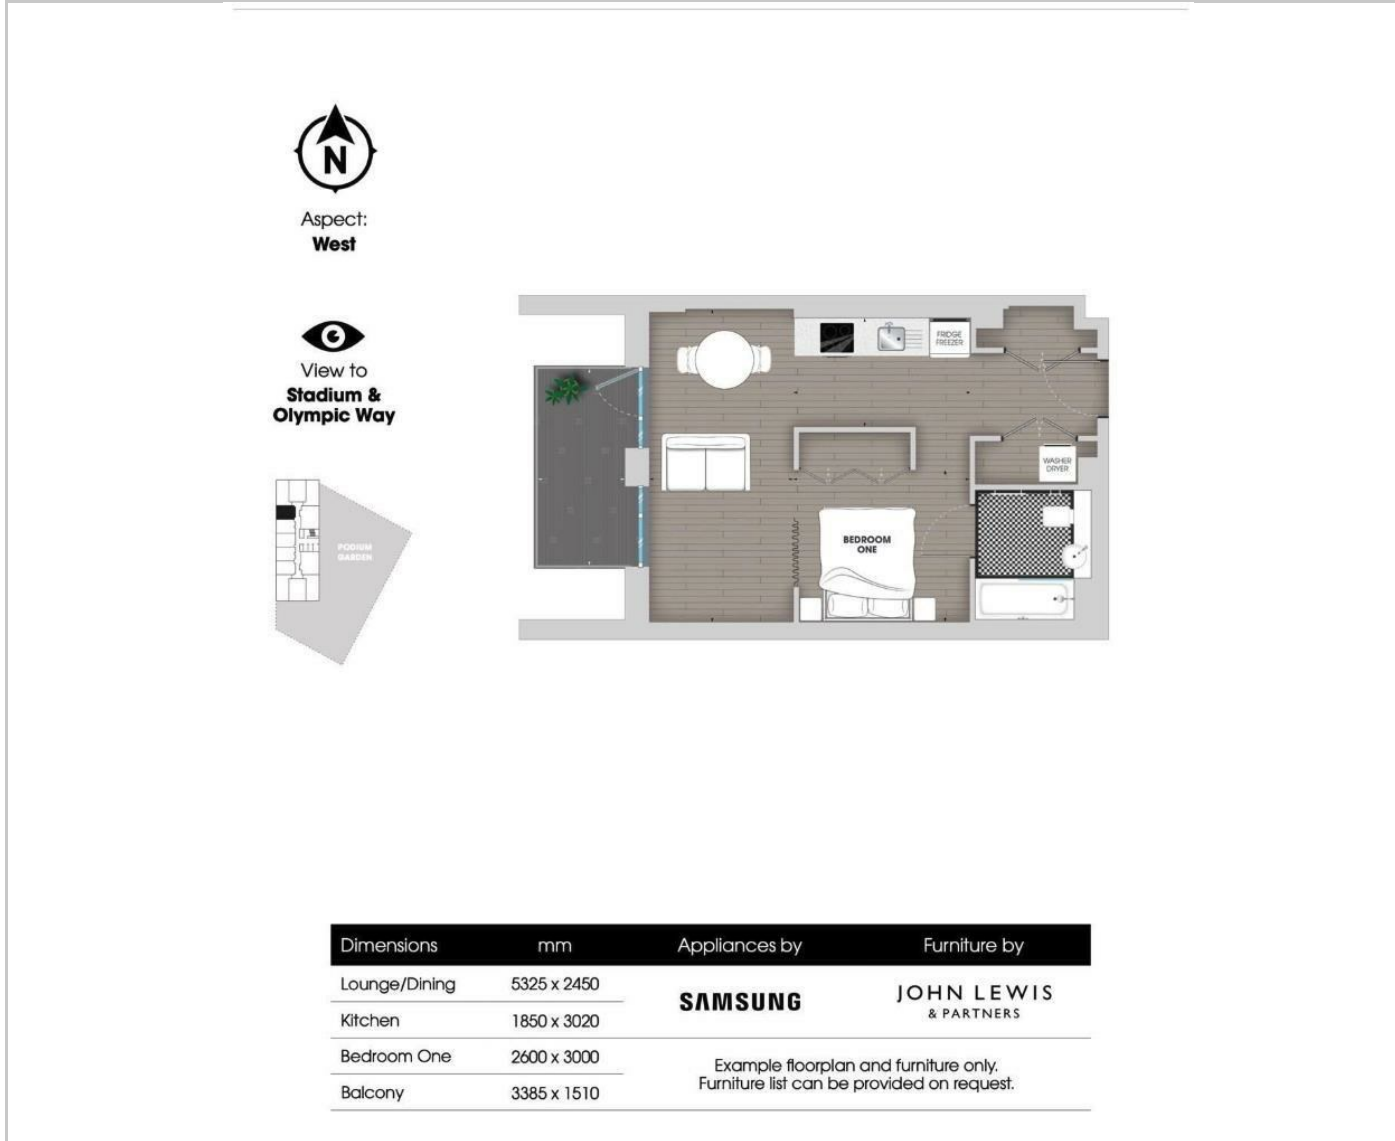 N
Aspect:
West
View to
Stadium &
Olympic Way
PODIUM
GARDEN
FRIDGE
FREEZER
WASHER
DRYER
BEDROOM
ONE
Dimensions mm Appliances by Furniture by
Lounge/Dining 5325 x 2450
Kitchen 1850 x 3020
Bedroom One 2600 x 3000
Balcony 3385 x 1510
SAMSUNG
JOHN LEWIS
& PARTNERS
Example floorplan and furniture only.
Furniture list can be provided on request.